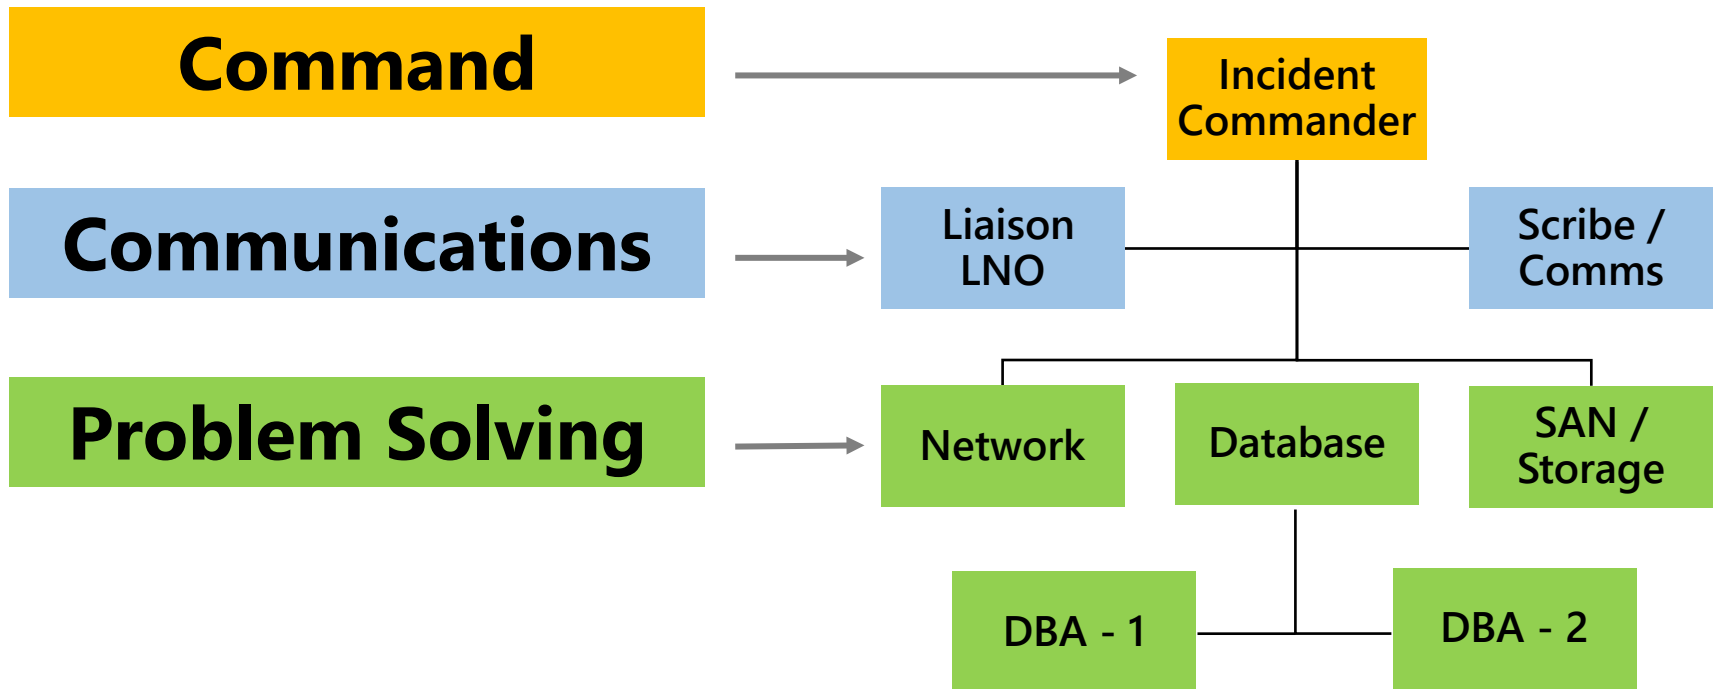 Command
Incident
Commander
Communications
Liaison
LNO
Scribe /
Comms
Problem Solving
Network
Database
SAN /
Storage
DBA - 1
DBA - 2